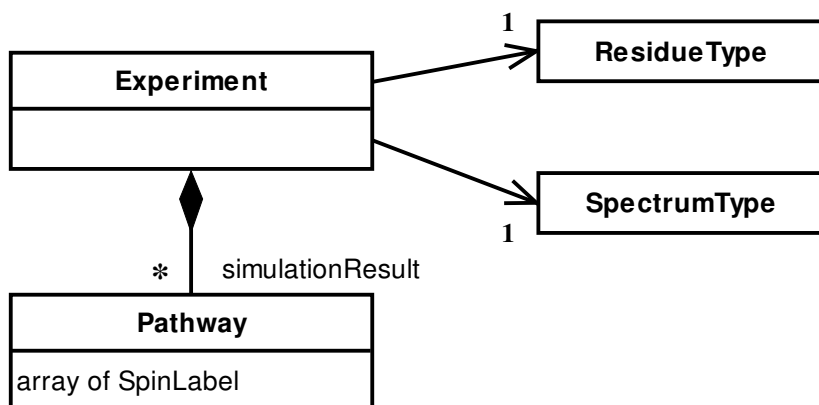 1
ResidueType
Experiment
SpectrumType
1
* simulationResult
Pathway
array of SpinLabel